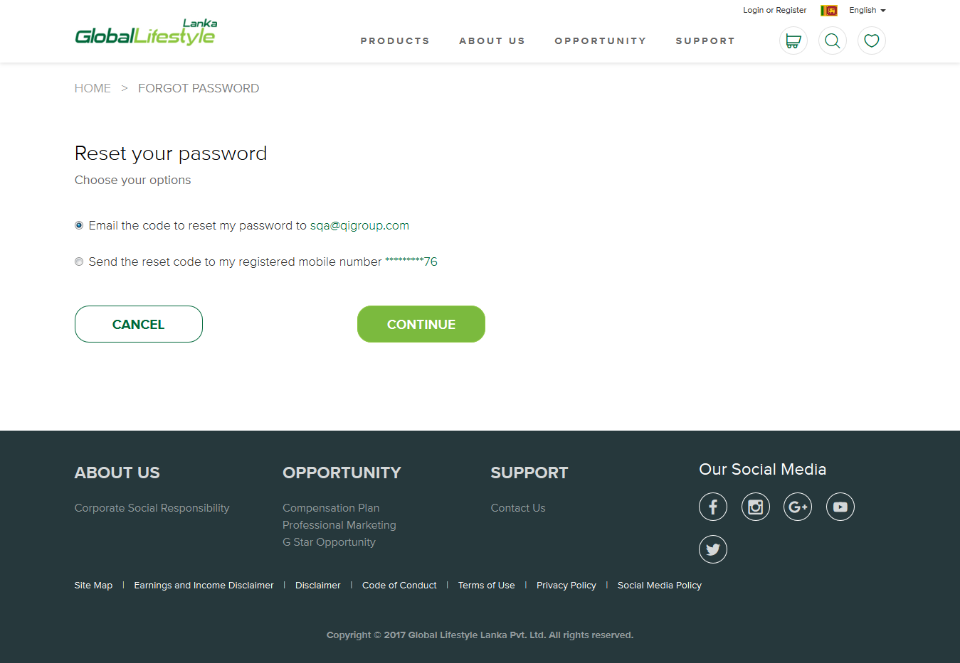 Login or Register English
Lanka
GlobalLifestyle
PRODUCTS ABOUT US OPPORTUNITY SUPPORT
HOME > FORGOT PASSWORD
Reset your password
Choose your options
Email the code to reset my password to sqa@qigroup.com
Send the reset code to my registered mobile number *********76
CANCEL CONTINUE
ABOUT US OPPORTUNITY SUPPORT Our Social Media
Corporate Social Responsibility Compensation Plan Contact Us
Professional Marketing
G Star Opportunity
Site Map | Earnings and Income Disclaimer | Disclaimer | Code of Conduct | Terms of Use | Privacy Policy | Social Media Policy
Copyright © 2017 Global Lifestyle Lanka Pvt. Ltd. All rights reserved.